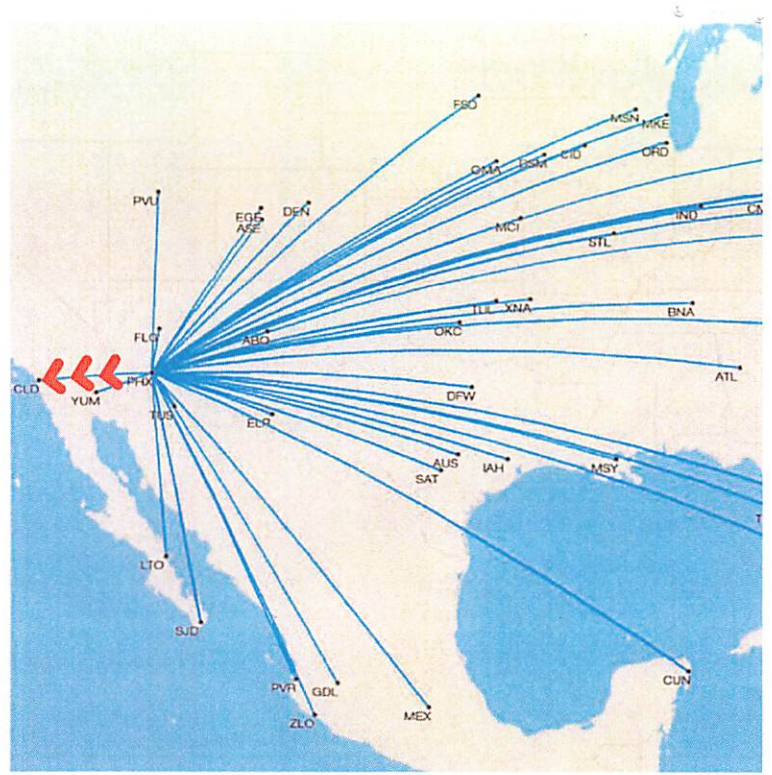 FSD
MSN
MKE
CID
DSM
ORD
OMA
PVU
EGE
DEN
ASE
MCI
IND
STL
TUL
XNA
BNA
FLG
ABQ
OKC
CLD
PHX
YUM
DFW
ATL
TUS
ELP
AUS
IAH
MSY
SAT
LTO
SJD
PVR
GDL
CUN
ZLO
MEX